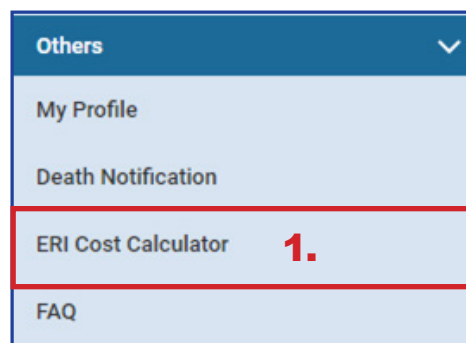 Others
My Profile
Death Notification
ERI Cost Calculator 1.
FAQ